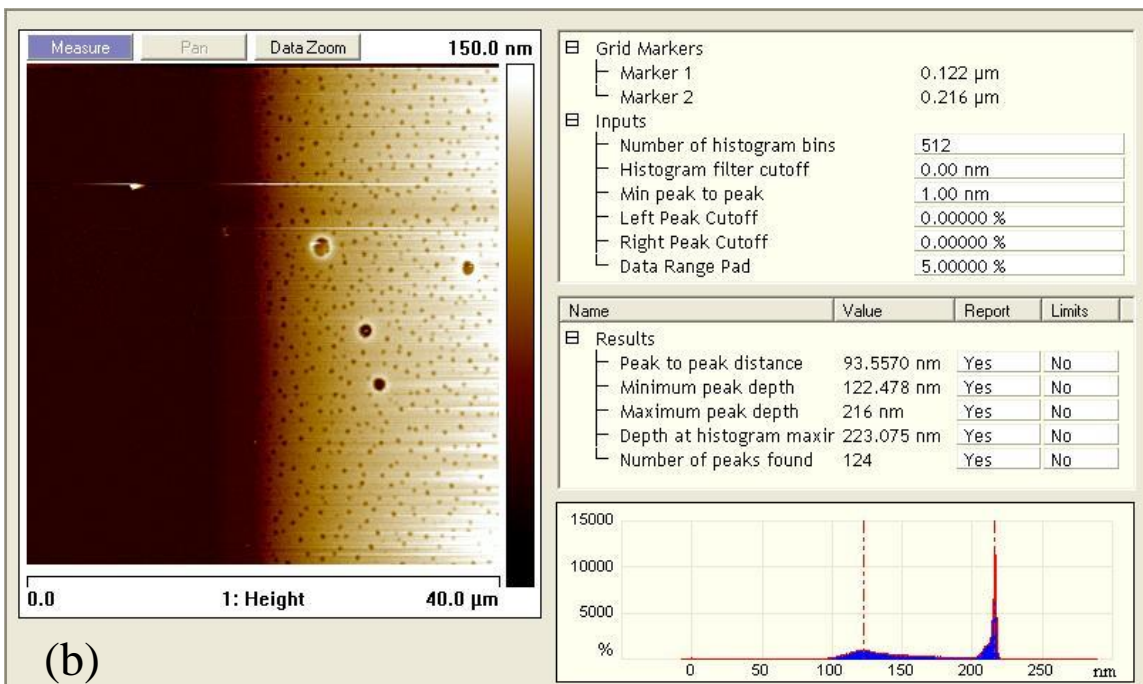 Measure Pan Data Zoom 150.0 nm
0.0 1: Height 40.0 µm
(b)
Grid Markers
Marker 1 0.122 µm
Marker 2 0.216 µm
Inputs
Number of histogram bins 512
Histogram filter cutoff 0.00 nm
Min peak to peak 1.00 nm
Left Peak Cutoff 0.00000 %
Right Peak Cutoff 0.00000 %
Data Range Pad 5.00000 %
Name Value Report Limits
Results
Peak to peak distance 93.5570 nm Yes No
Minimum peak depth 122.478 nm Yes No
Maximum peak depth 216 nm Yes No
Depth at histogram maxir 223.075 nm Yes No
Number of peaks found 124 Yes No
15000
10000
5000
%
0 50 100 150 200 250 nm